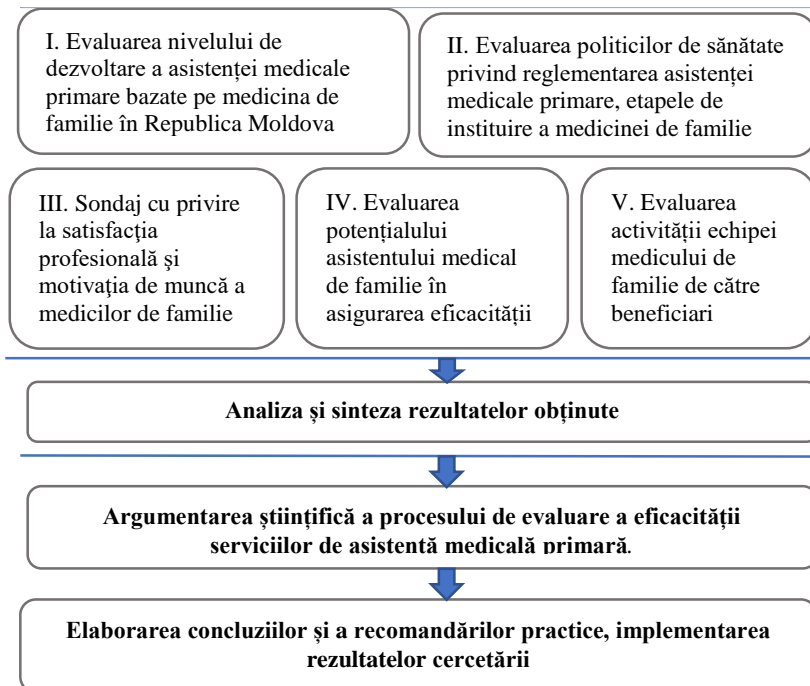 I. Evaluarea nivelului de
dezvoltare a asistenței medicale
primare bazate pe medicina de
familie în Republica Moldova
II. Evaluarea politicilor de sănătate
privind reglementarea asistenței
medicale primare, etapele de
instituire a medicinei de familie
III. Sondaj cu privire
la satisfacţia
profesională şi
motivaţia de muncă a
medicilor de familie
IV. Evaluarea
potențialului
asistentului medical
de familie în
asigurarea eficacității
V. Evaluarea
activității echipei
medicului de
familie de către
beneficiari
Analiza și sinteza rezultatelor obținute
Argumentarea științifică a procesului de evaluare a eficacității
serviciilor de asistentă medicală primară.
Elaborarea concluziilor și a recomandărilor practice, implementarea
rezultatelor cercetării